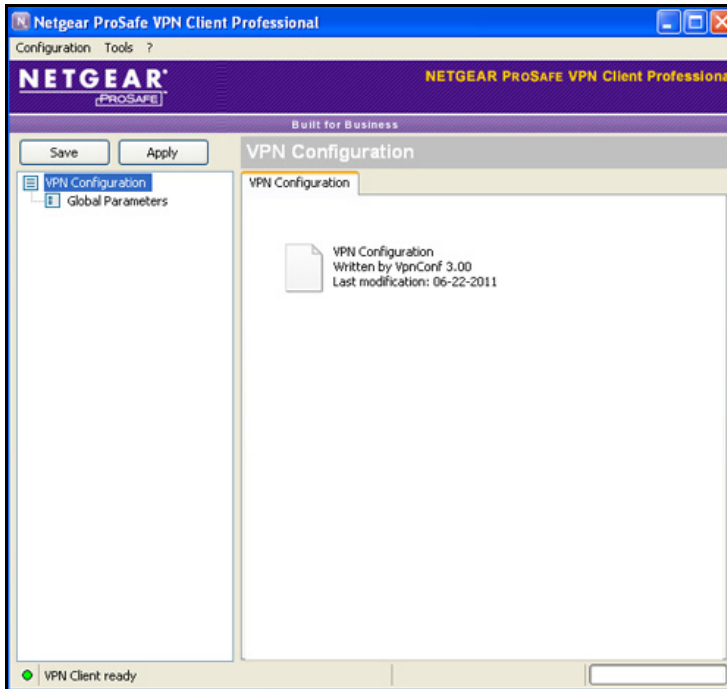 Netgear ProSafe VPN Client Professional
Configuration Tools ?
NETGEAR®
PROSAFE
NETGEAR PROSAFE VPN Client Professiona
Built for Business
Save Apply
VPN Configuration
VPN Configuration
Global Parameters
VPN Configuration
VPN Configuration
Written by VpnConf 3.00
Last modification: 06-22-2011
VPN Client ready